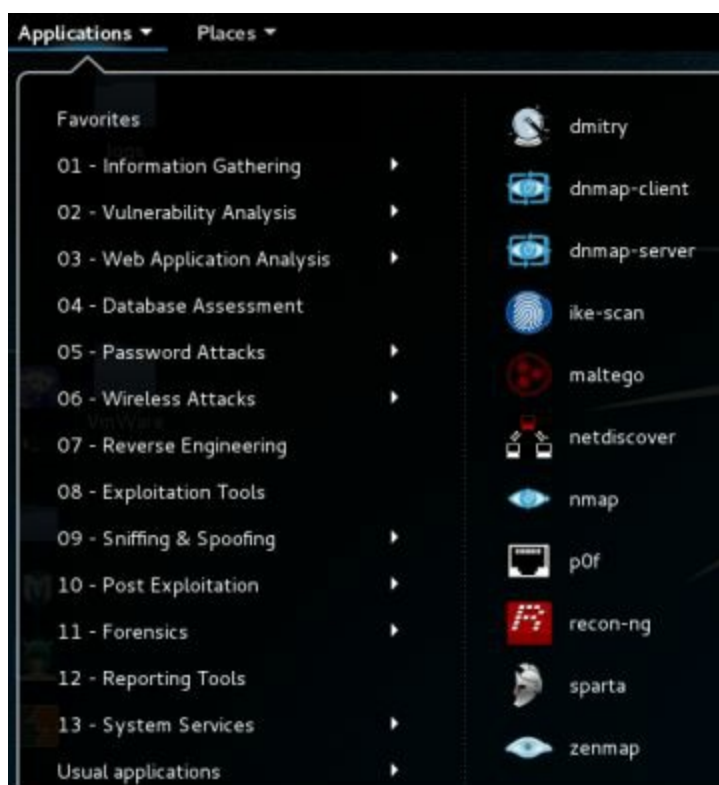 Applications Places
Favorites
01 - Information Gathering
02 - Vulnerability Analysis
03 - Web Application Analysis
04 - Database Assessment
05 - Password Attacks
06 - Wireless Attacks
VmWare
07 - Reverse Engineering
08 - Exploitation Tools
09 - Sniffing & Spoofing
10 - Post Exploitation
11 - Forensics
12 - Reporting Tools
13 - System Services
Usual applications
dmitry
dnmap-client
dnmap-server
ike-scan
maltego
netdiscover
nmap
p0f
recon-ng
sparta
zenmap